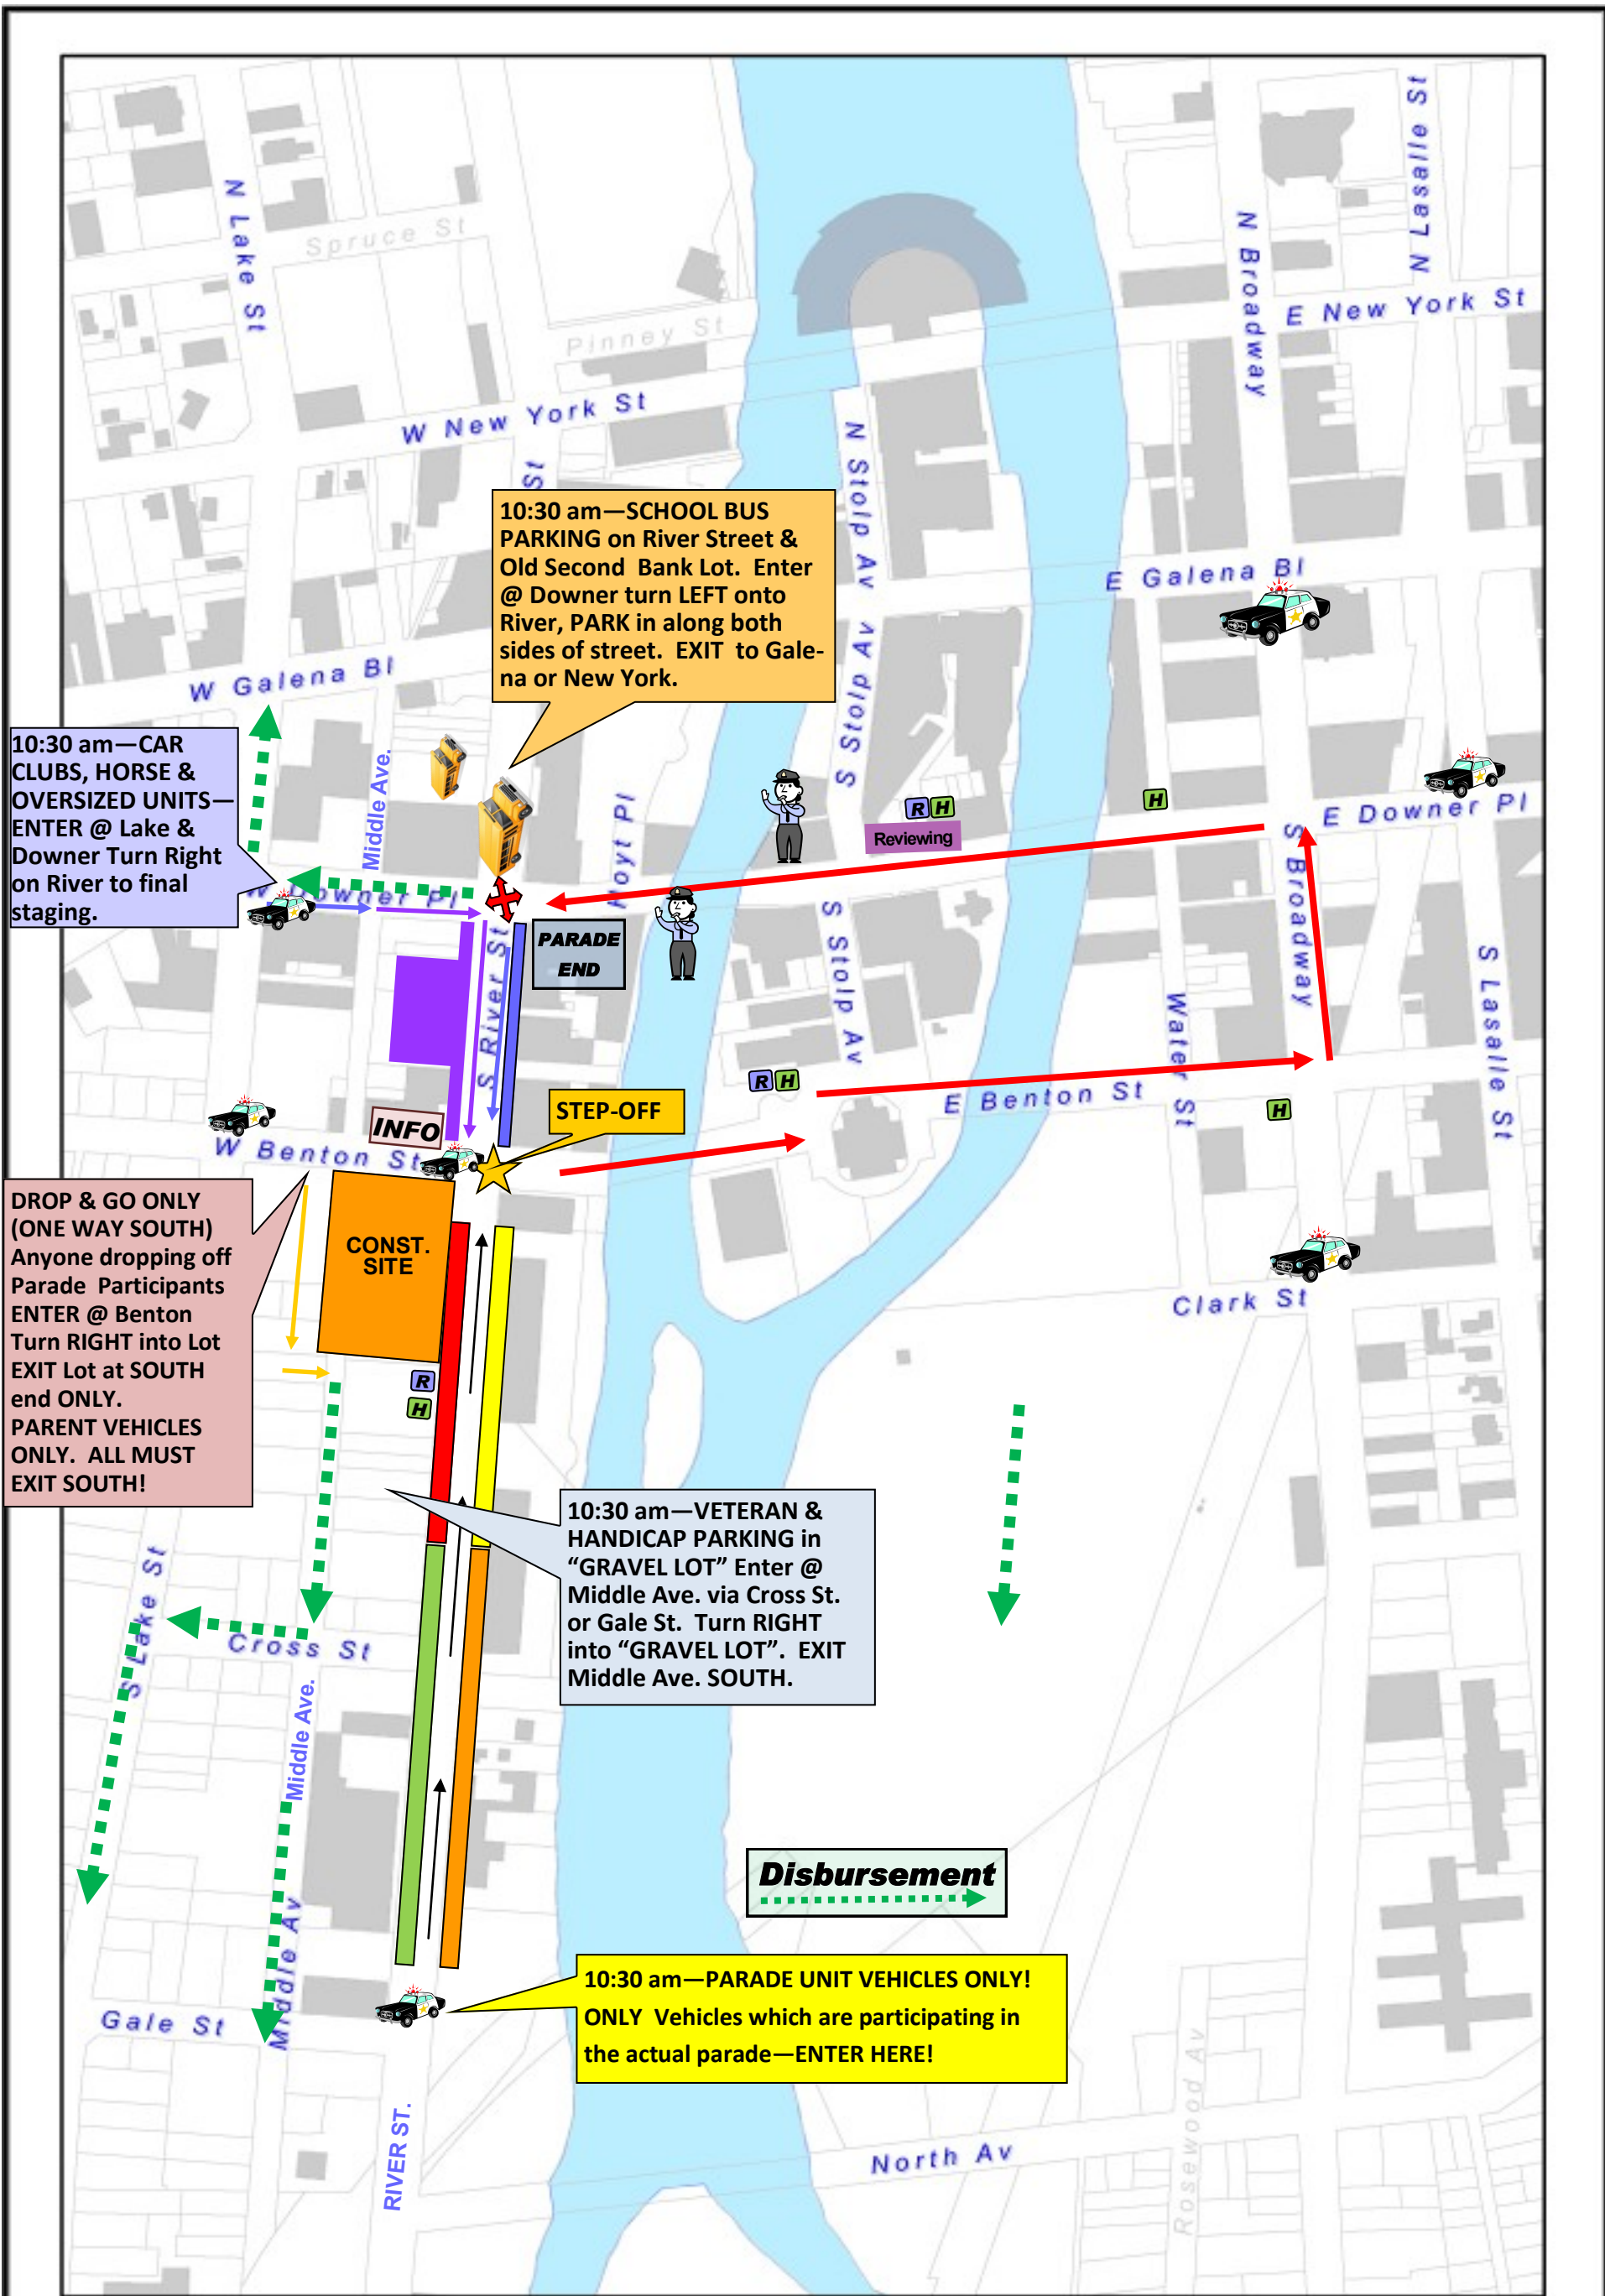 N Lake St
Spruce St
Pinney St
W New York St
St
N Stolp Av
N Broadway
N Lasalle St
E New York St
10:30 am—SCHOOL BUS
PARKING on River Street &
Old Second Bank Lot. Enter
@ Downer turn LEFT onto
River, PARK in along both
sides of street. EXIT to Gale-
na or New York.
E Galena Bl
W Galena Bl
S Stolp Av
10:30 am—CAR
CLUBS, HORSE &
OVERSIZED UNITS—
ENTER @ Lake &
Downer Turn Right
on River to final
staging.
Middle Ave.
Hoyt Pl
R H
Reviewing
H
E Downer Pl
W Downer Pl
PARADE
END
S River St
S Stolp Av
S Broadway
Water St
S Lasalle St
R H
E Benton St
H
STEP-OFF
INFO
W Benton St
DROP & GO ONLY
(ONE WAY SOUTH)
Anyone dropping off
Parade Participants
ENTER @ Benton
Turn RIGHT into Lot
EXIT Lot at SOUTH
end ONLY.
PARENT VEHICLES
ONLY. ALL MUST
EXIT SOUTH!
CONST.
SITE
Clark St
R
H
10:30 am—VETERAN &
HANDICAP PARKING in
“GRAVEL LOT” Enter @
Middle Ave. via Cross St.
or Gale St. Turn RIGHT
into “GRAVEL LOT”. EXIT
Middle Ave. SOUTH.
S Lake St
Cross St
Middle Ave.
Disbursement
Middle Av
10:30 am—PARADE UNIT VEHICLES ONLY!
ONLY Vehicles which are participating in
the actual parade—ENTER HERE!
Gale St
RIVER ST.
North Av
Rosewood Av